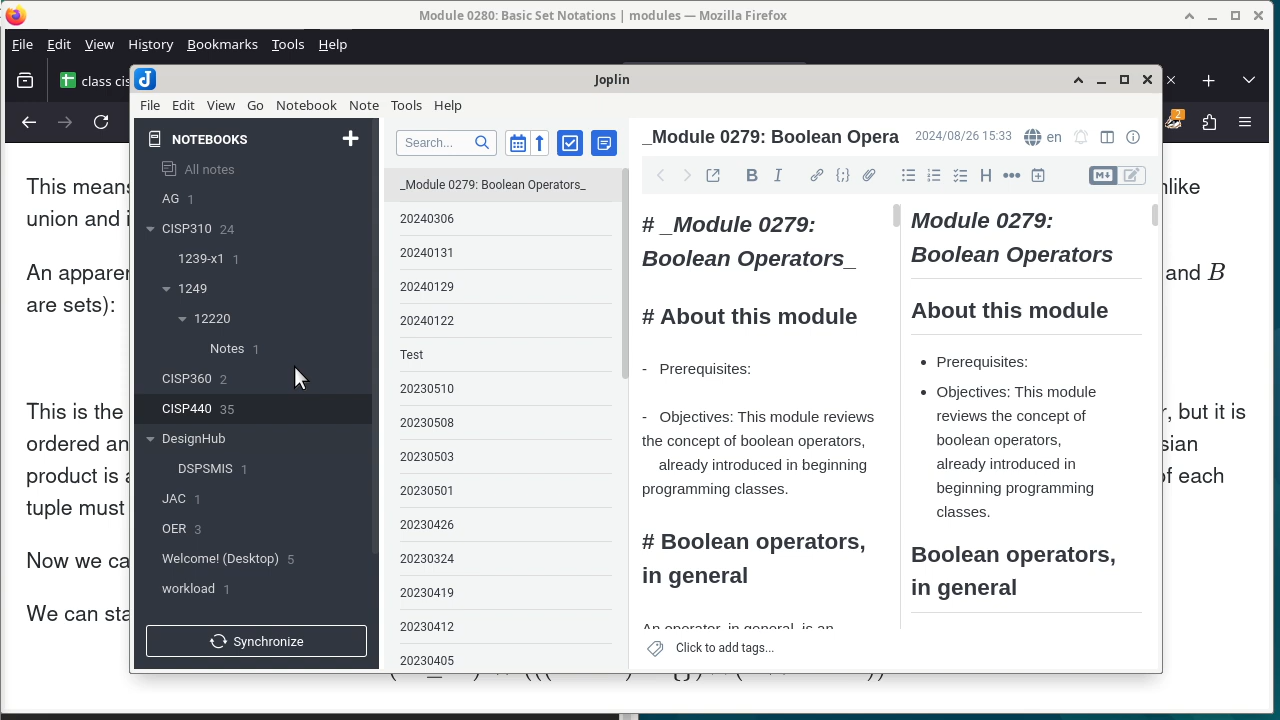 Module 0280: Basic Set Notations | modules — Mozilla Firefox
File Edit View History Bookmarks Tools Help
class cis
2
This means
nlike
union and i
An apparen
and B
are sets):
This is the
r, but it is
ordered an
sian
product is a
of each
tuple must
Now we ca
We can sta
Joplin
File Edit View Go Notebook Note Tools Help
NOTEBOOKS
All notes
AG 1
CISP310 24
1239-x1 1
1249
12220
Notes 1
CISP360 2
CISP440 35
DesignHub
DSPSMIS 1
JAC 1
OER 3
Welcome! (Desktop) 5
workload 1
Synchronize
Search...
_Module 0279: Boolean Operators_
20240306
20240131
20240129
20240122
Test
20230510
20230508
20230503
20230501
20230426
20230324
20230419
20230412
20230405
_Module 0279: Boolean Opera
2024/08/26 15:33
en
# _Module 0279:
Boolean Operators_
# About this module
- Prerequisites:
- Objectives: This module reviews
the concept of boolean operators,
already introduced in beginning
programming classes.
# Boolean operators,
in general
An operator, in general, is an
Module 0279:
Boolean Operators
About this module
• Prerequisites:
• Objectives: This module
reviews the concept of
boolean operators,
already introduced in
beginning programming
classes.
Boolean operators,
in general
Click to add tags...